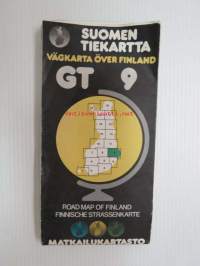 SUOMEN
TIEKARTTA
VÄGKARTA ÖVER FINLAND
GT 9
ROAD MAP OF FINLAND
FINNISCHE STRASSENKARTE
MATKAILUKARTASTO